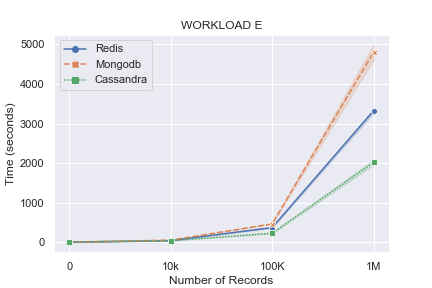 WORKLOAD E
Redis
Mongodb
Cassandra
Time (seconds)
5000
4000
3000
2000
1000
0
0 10k 100K 1M
Number of Records